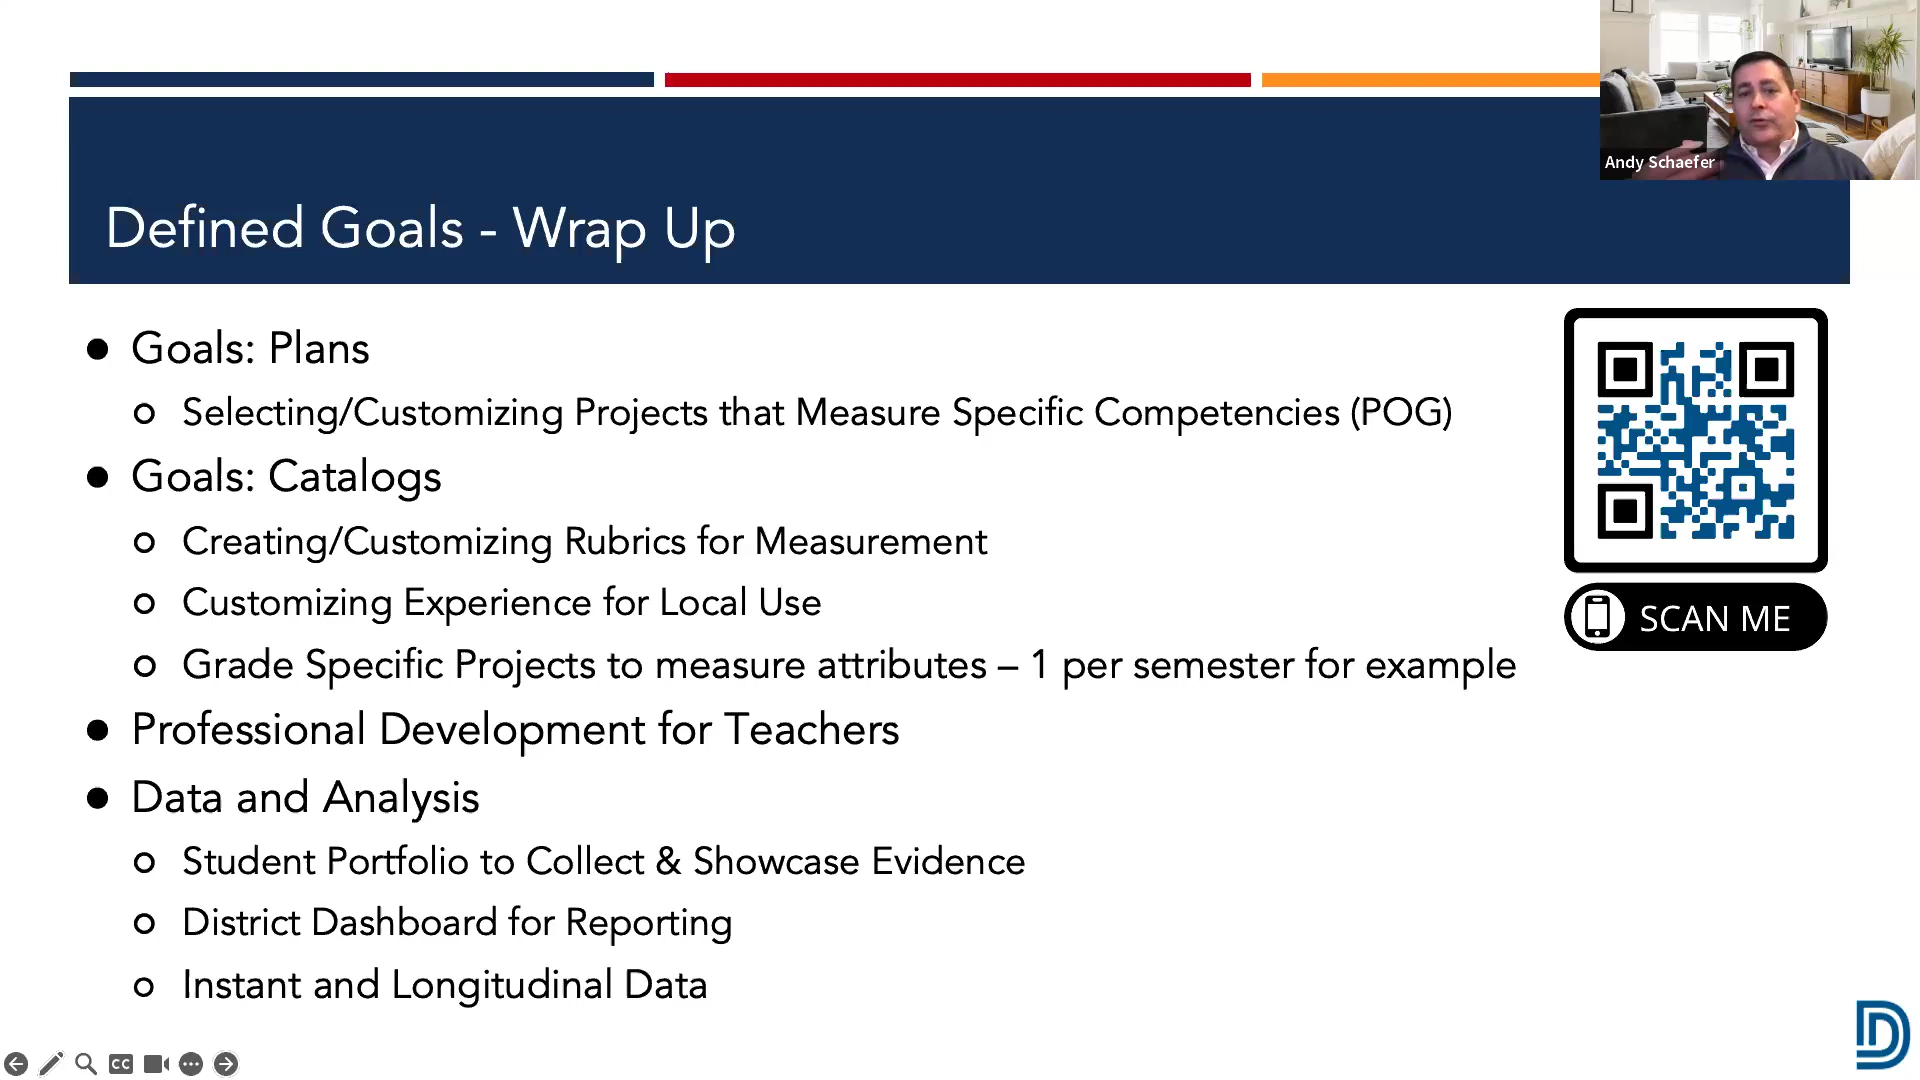 Andy Schaefer
Defined Goals - Wrap Up
Goals: Plans
Selecting/Customizing Projects that Measure Specific Competencies (POG)
Goals: Catalogs
Creating/Customizing Rubrics for Measurement
Customizing Experience for Local Use
Grade Specific Projects to measure attributes – 1 per semester for example
Professional Development for Teachers
Data and Analysis
Student Portfolio to Collect & Showcase Evidence
District Dashboard for Reporting
Instant and Longitudinal Data
SCAN ME
CC
D